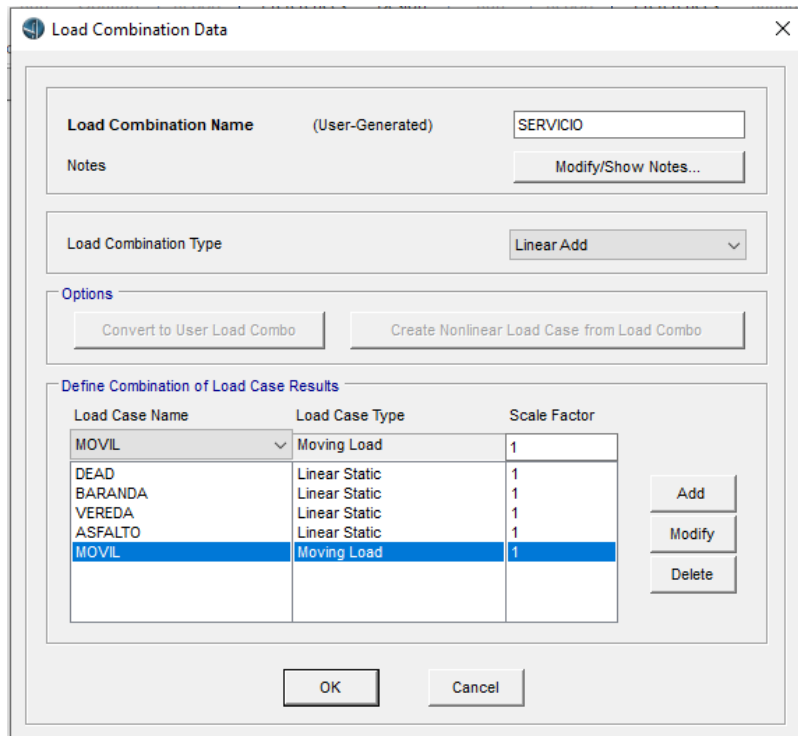 Load Combination Data
Load Combination Name (User-Generated) SERVICIO
Notes Modify/Show Notes...
Load Combination Type Linear Add
Options
Convert to User Load Combo Create Nonlinear Load Case from Load Combo
Define Combination of Load Case Results
Load Case Name Load Case Type Scale Factor
MOVIL Moving Load 1
DEAD Linear Static 1
BARANDA Linear Static 1
VEREDA Linear Static 1
ASFALTO Linear Static 1
MOVIL Moving Load 1
Add
Modify
Delete
OK Cancel